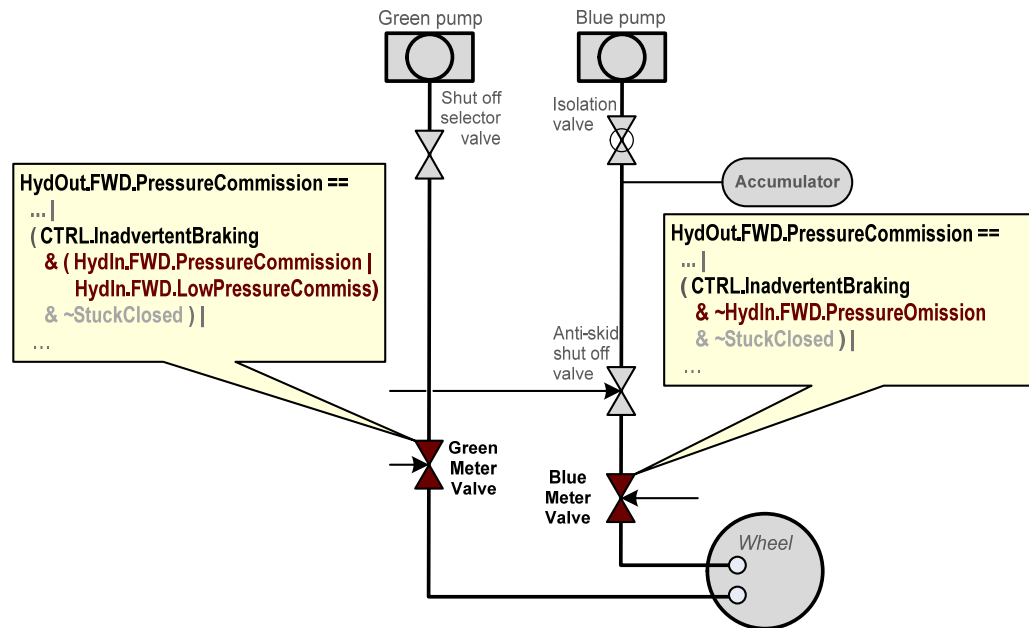 Green pump
Blue pump
Shut off
selector
valve
Isolation
valve
Accumulator
HydOut.FWD.PressureCommission ==
... |
( CTRL.InadvertentBraking
& ( HydIn.FWD.PressureCommission |
HydIn.FWD.LowPressureCommiss)
& ~StuckClosed ) |
...
HydOut.FWD.PressureCommission ==
... |
( CTRL.InadvertentBraking
& ~HydIn.FWD.PressureOmission
& ~StuckClosed ) |
...
Anti-skid
shut off
valve
Green
Meter
Valve
Blue
Meter
Valve
Wheel